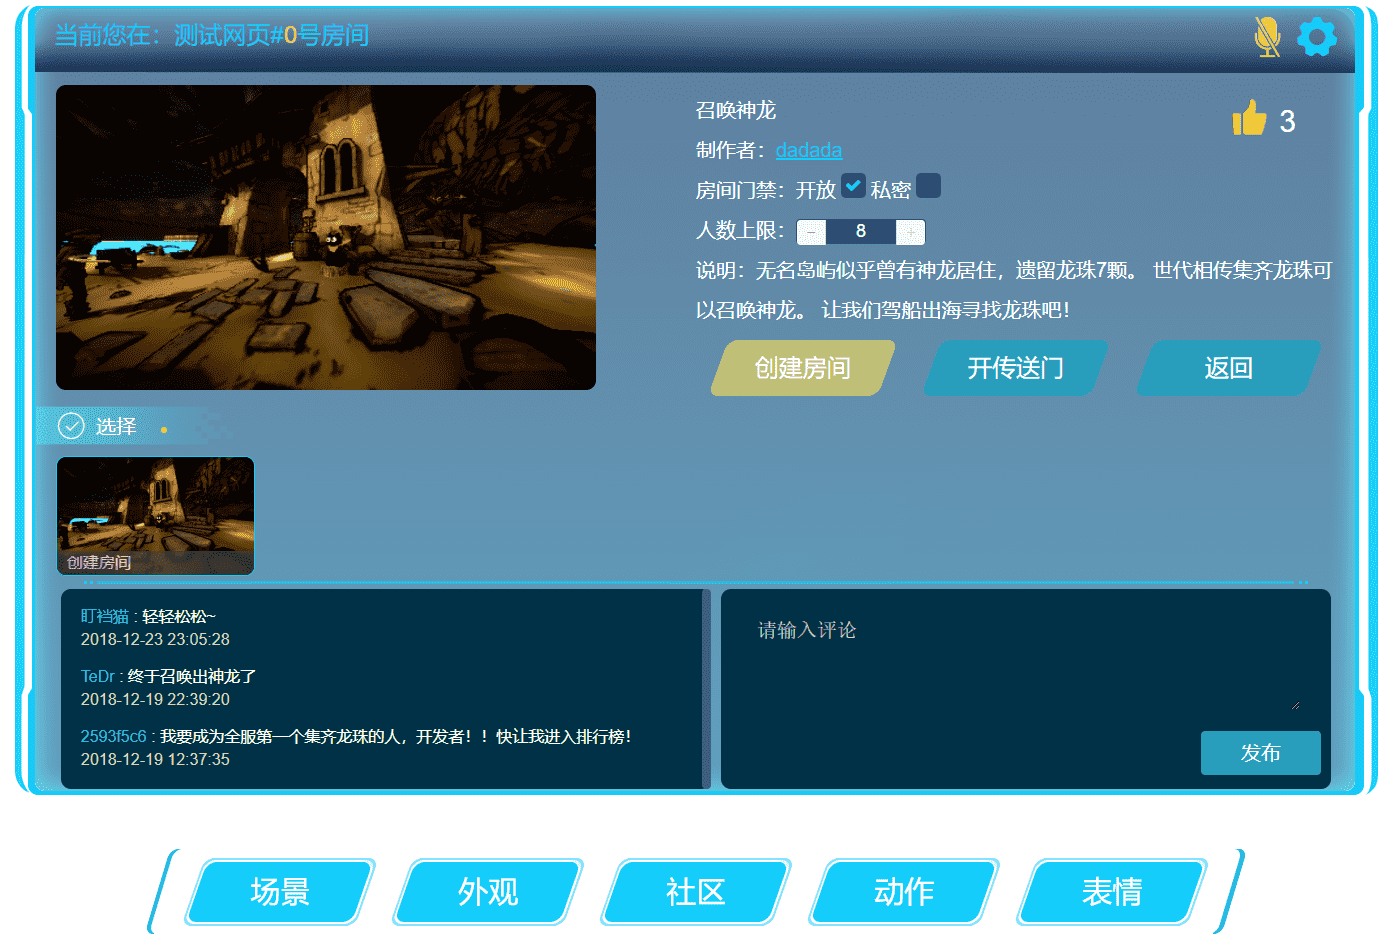 当前您在：测试网页#0号房间
召唤神龙
3
制作者：dadada
房间门禁：开放 私密
人数上限：- 8 +
说明：无名岛屿似乎曾有神龙居住，遗留龙珠7颗。 世代相传集齐龙珠可
以召唤神龙。 让我们驾船出海寻找龙珠吧！
创建房间 开传送门 返回
选择
创建房间
盯裆猫 : 轻轻松松~
2018-12-23 23:05:28
TeDr : 终于召唤出神龙了
2018-12-19 22:39:20
2593f5c6 : 我要成为全服第一个集齐龙珠的人，开发者！！快让我进入排行榜！
2018-12-19 12:37:35
请输入评论
发布
场景 外观 社区 动作 表情